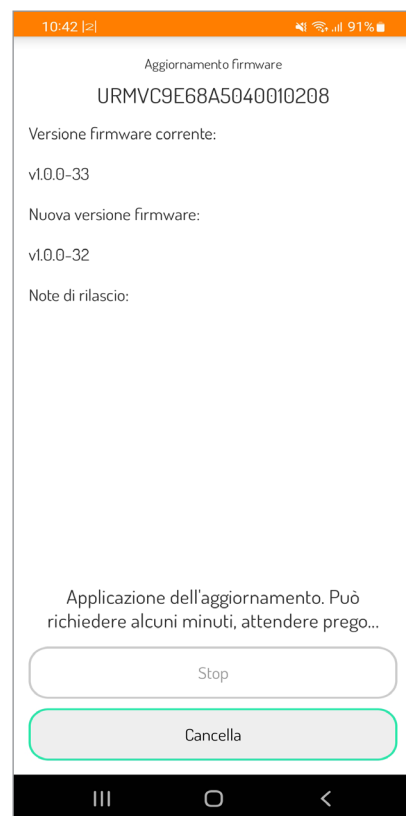 10:42 |2| 91%
Aggiornamento firmware
URMVC9E68A5040010208
Versione firmware corrente:
v1.0.0-33
Nuova versione firmware:
v1.0.0-32
Note di rilascio:
Applicazione dell'aggiornamento. Può
richiedere alcuni minuti, attendere prego...
Stop
Cancella